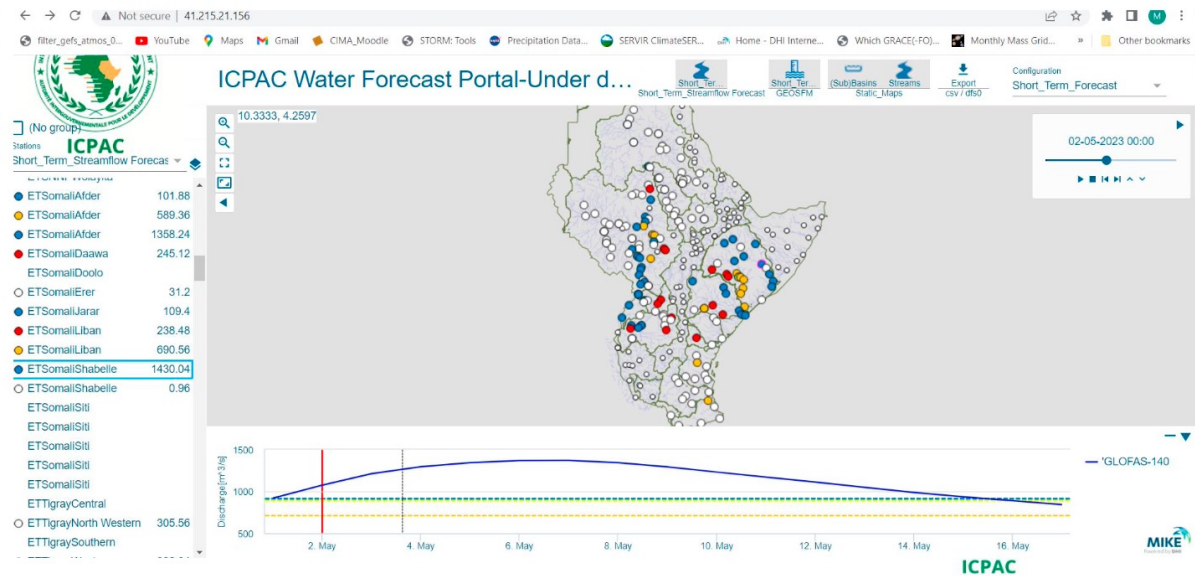 Not secure | 41.215.21.156
filter_gefs_atmos_0... YouTube Maps Gmail CIMA_Moodle STORM: Tools Precipitation Data... SERVIR ClimateSER... Home - DHI Interne... Which GRACE(-FO)... Monthly Mass Grid... » Other bookmarks
M
ICPAC Water Forecast Portal-Under d...
Short_Ter...
Short_Term_Streamflow Forecast
Short_Ter...
GEOSFM
(Sub)Basins Streams
Static_Maps
Export
csv / dfs0
Configuration
Short_Term_Forecast
(No group)
ICPAC
Stations
Short_Term_Streamflow Forecas
ETSomaliAfder 101.88
ETSomaliAfder 589.36
ETSomaliAfder 1358.24
ETSomaliDaawa 245.12
ETSomaliDoolo
ETSomaliErer 31.2
ETSomaliJarar 109.4
ETSomaliLiban 238.48
ETSomaliLiban 690.56
ETSomaliShabelle 1430.04
ETSomaliShabelle 0.96
ETSomaliSiti
ETSomaliSiti
ETSomaliSiti
ETSomaliSiti
ETSomaliSiti
ETTigrayCentral
ETTigrayNorth Western 305.56
ETTigraySouthern
10.3333, 4.2597
02-05-2023 00:00
Discharge[m^3/s]
1500
1000
500
2. May 4. May 6. May 8. May 10. May 12. May 14. May 16. May
'GLOFAS-140
MIKE
Powered by DHI
ICPAC